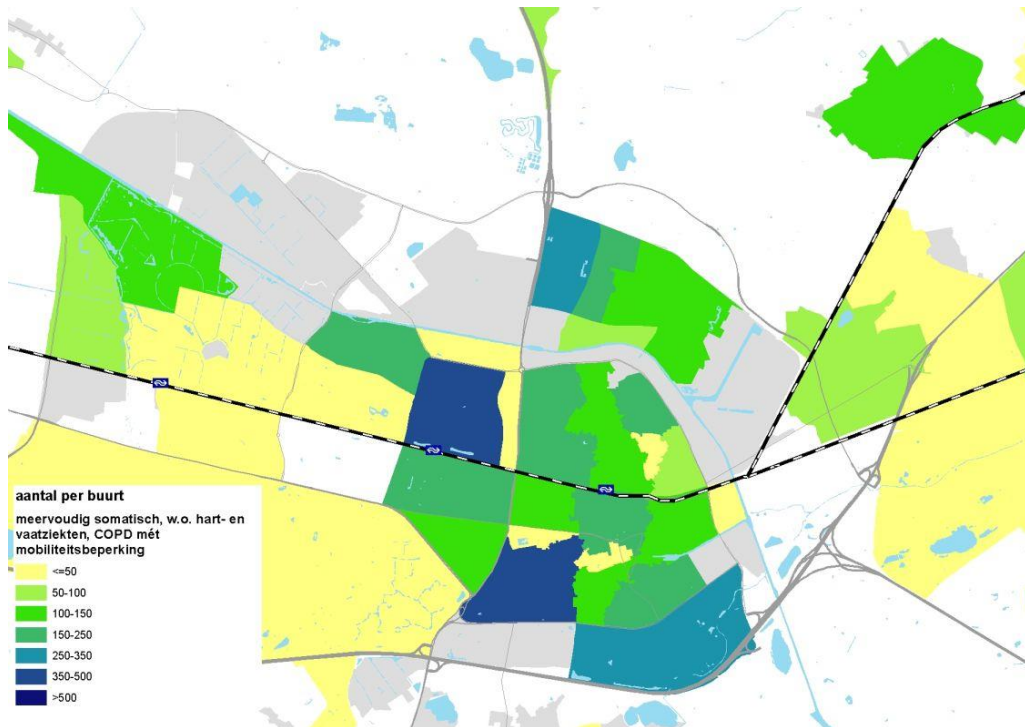 aantal per buurt
meervoudig somatisch, w.o. hart- en
vaatziekten, COPD mét
mobiliteitsbeperking
<=50
50-100
100-150
150-250
250-350
350-500
>500